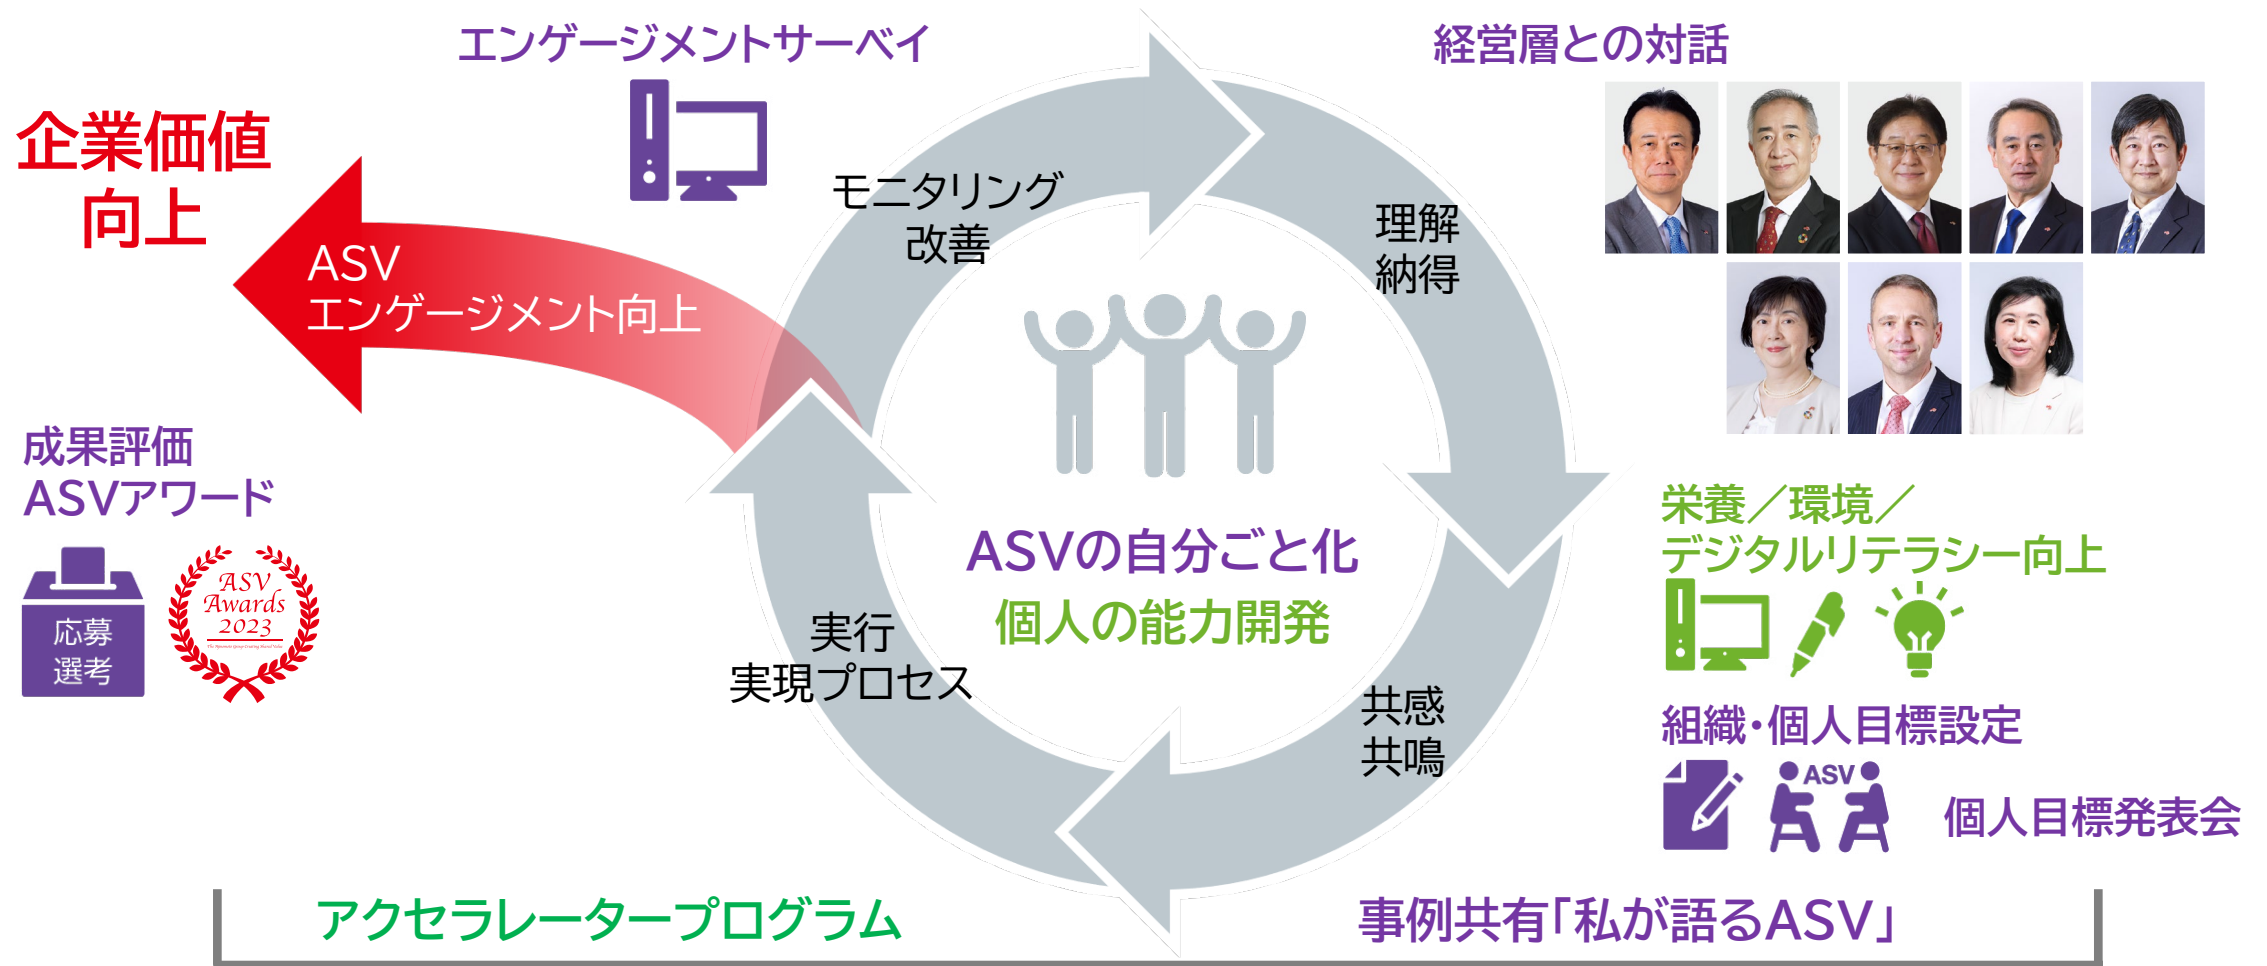 エンゲージメントサーベイ
経営層との対話
企業価値
向上
モニタリング
改善
理解
納得
ASV
エンゲージメント向上
成果評価
ASVアワード
応募
選考
ASV
Awards
2023
ASVの自分ごと化
個人の能力開発
栄養／環境／
デジタルリテラシー向上
実行
実現プロセス
共感
共鳴
組織・個人目標設定
ASV
個人目標発表会
アクセラレータープログラム
事例共有「私が語るASV」